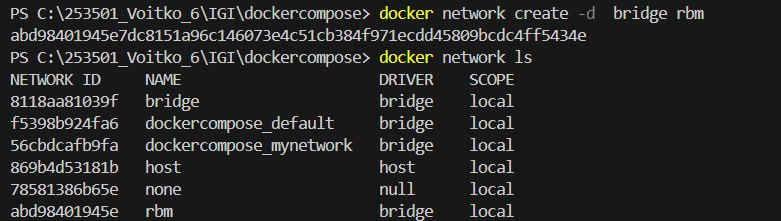 PS C:\253501_Voitko_6\IGI\dockercompose> docker network create -d  bridge rbm
abd98401945e7dc8151a96c146073e4c51cb384f971ecdd45809bcdc4ff5434e
PS C:\253501_Voitko_6\IGI\dockercompose> docker network ls
NETWORK ID     NAME                      DRIVER    SCOPE
8118aa81039f   bridge                    bridge    local
f5398b924fa6   dockercompose_default     bridge    local
56cbdcafb9fa   dockercompose_mynetwork   bridge    local
869b4d53181b   host                      host      local
78581386b65e   none                      null      local
abd98401945e   rbm                       bridge    local